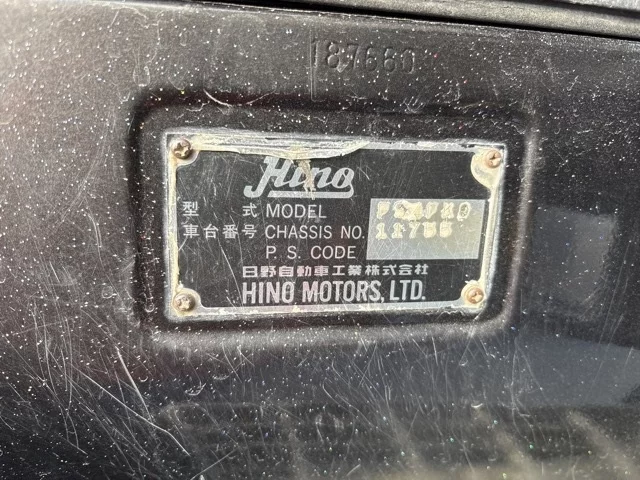 187660
Hino
型 式 MODEL
車台番号 CHASSIS NO.
P. S. CODE
日野自動車工業株式会社
HINO MOTORS, LTD.